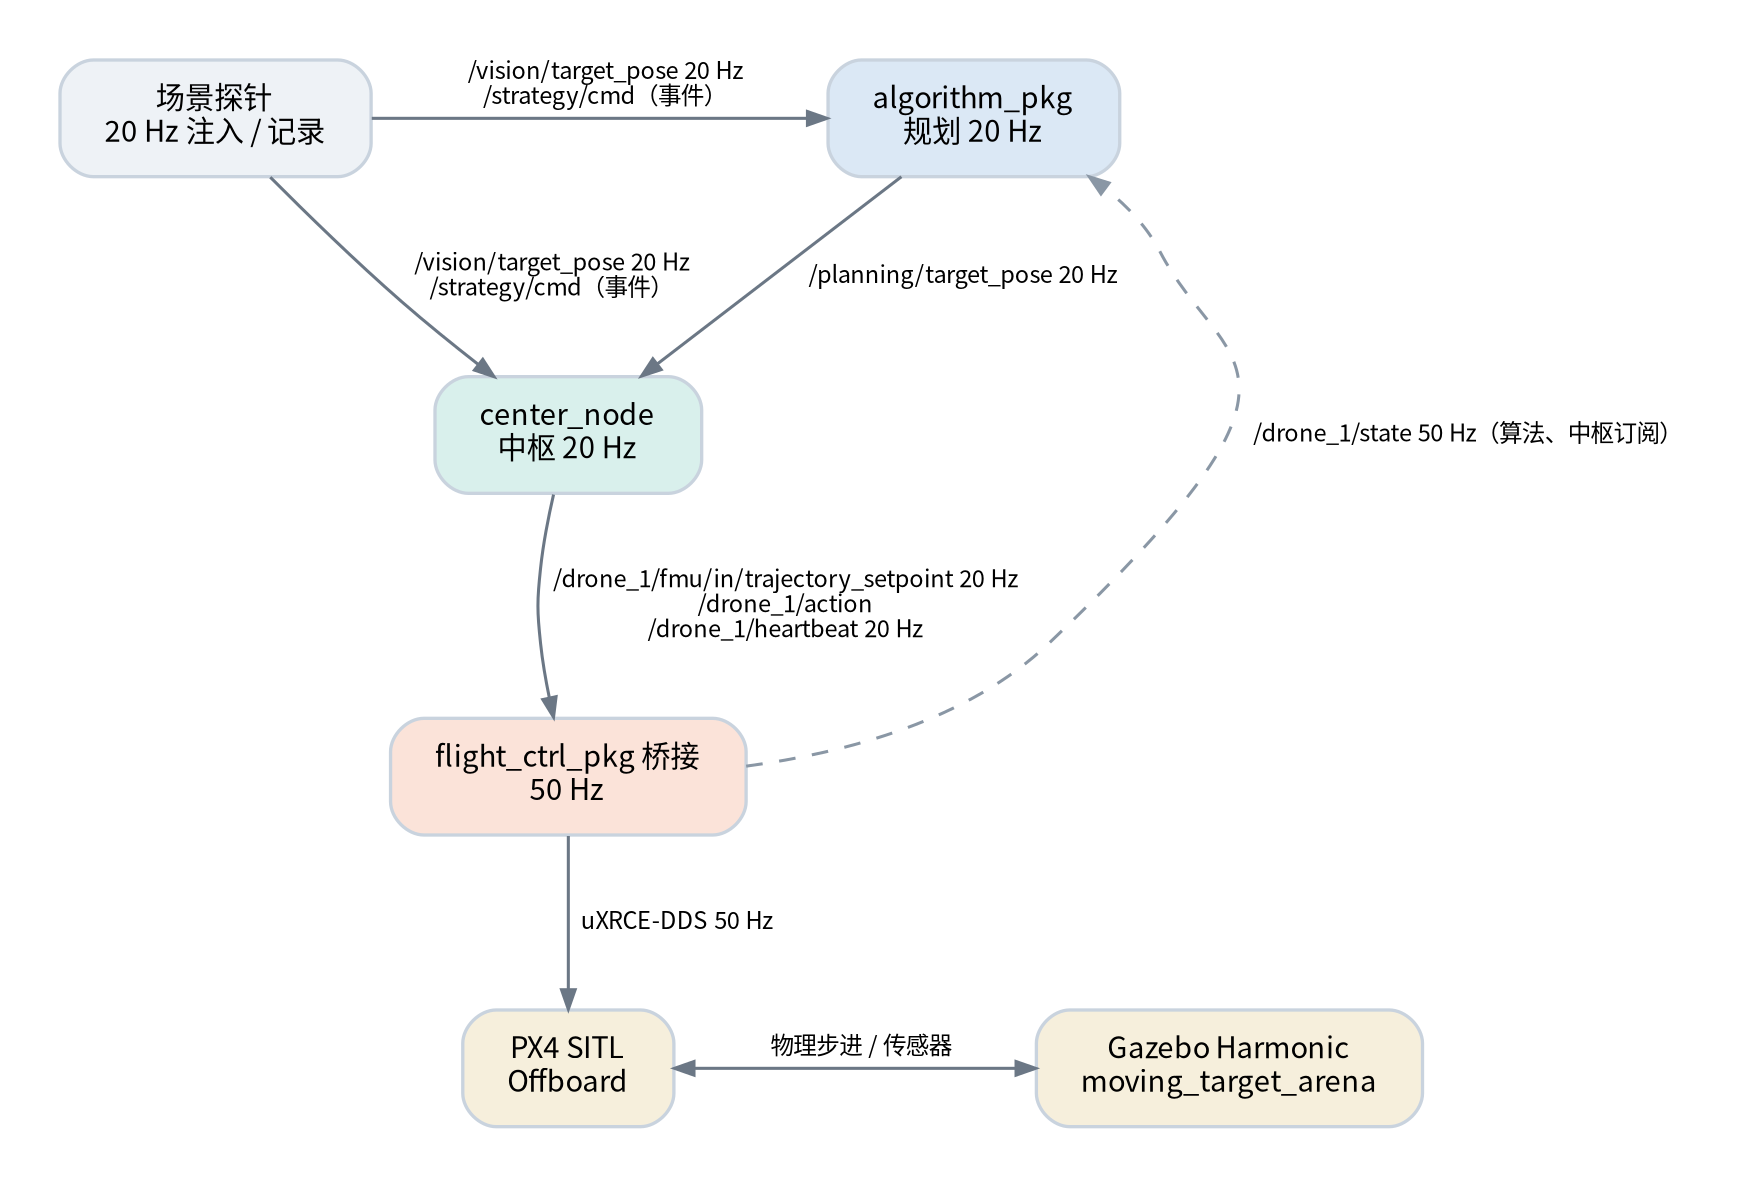 场景探针
20 Hz 注入 / 记录
/vision/target_pose 20 Hz
/strategy/cmd（事件）
algorithm_pkg
规划 20 Hz
/vision/target_pose 20 Hz
/strategy/cmd（事件）
/planning/target_pose 20 Hz
center_node
中枢 20 Hz
/drone_1/state 50 Hz（算法、中枢订阅）
/drone_1/fmu/in/trajectory_setpoint 20 Hz
/drone_1/action
/drone_1/heartbeat 20 Hz
flight_ctrl_pkg 桥接
50 Hz
uXRCE-DDS 50 Hz
PX4 SITL
Offboard
物理步进 / 传感器
Gazebo Harmonic
moving_target_arena